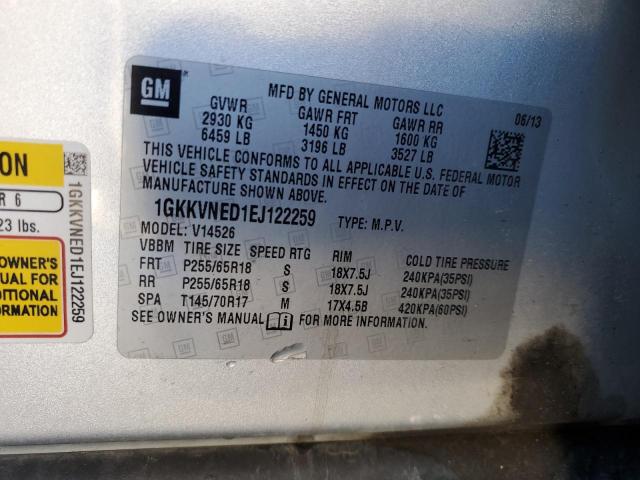 GM
MFD BY GENERAL MOTORS LLC
06/13
GVWR GAWR FRT GAWR RR
2930 KG 1450 KG 1600 KG
6459 LB 3196 LB 3527 LB
THIS VEHICLE CONFORMS TO ALL APPLICABLE U.S. FEDERAL MOTOR
VEHICLE SAFETY STANDARDS IN EFFECT ON THE DATE OF
MANUFACTURE SHOWN ABOVE.
1GKKVNED1EJ122259 TYPE: M.P.V.
MODEL: V14526
VBBM TIRE SIZE SPEED RTG RIM COLD TIRE PRESSURE
FRT P255/65R18 S 18X7.5J 240KPA(35PSI)
RR P255/65R18 S 18X7.5J 240KPA(35PSI)
SPA T145/70R17 M 17X4.5B 420KPA(60PSI)
SEE OWNER'S MANUAL FOR MORE INFORMATION.
ON
R 6
23 lbs.
OWNER'S
NUAL FOR
DITIONAL
FORMATION
1GKKVNED1EJ122259